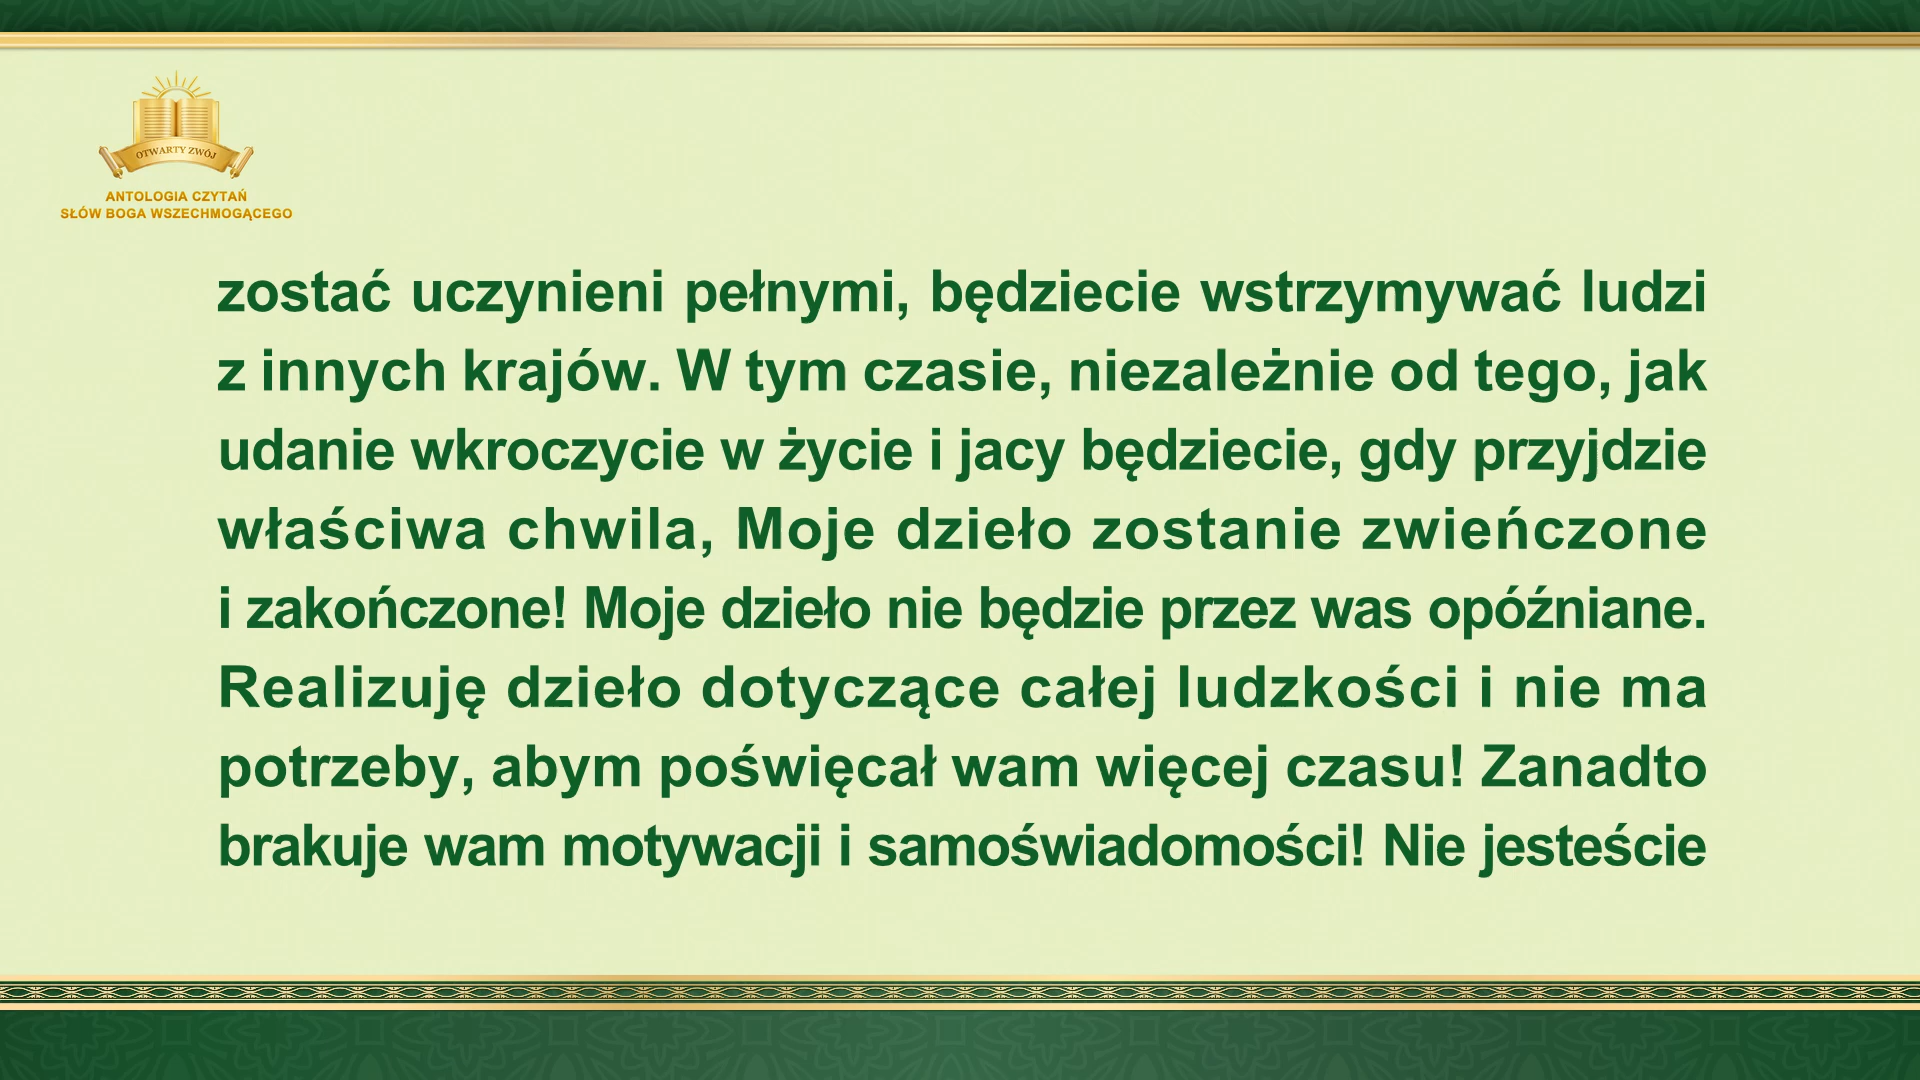 OTWARTY ZWÓJ
ANTOLOGIA CZYTAŃ
SŁÓW BOGA WSZECHMOGĄCEGO
zostać uczynieni pełnymi, będziecie wstrzymywać ludzi
z innych krajów. W tym czasie, niezależnie od tego, jak
udanie wkroczycie w życie i jacy będziecie, gdy przyjdzie
właściwa chwila, Moje dzieło zostanie zwieńczone
i zakończone! Moje dzieło nie będzie przez was opóźniane.
Realizuję dzieło dotyczące całej ludzkości i nie ma
potrzeby, abym poświęcał wam więcej czasu! Zanadto
brakuje wam motywacji i samoświadomości! Nie jesteście